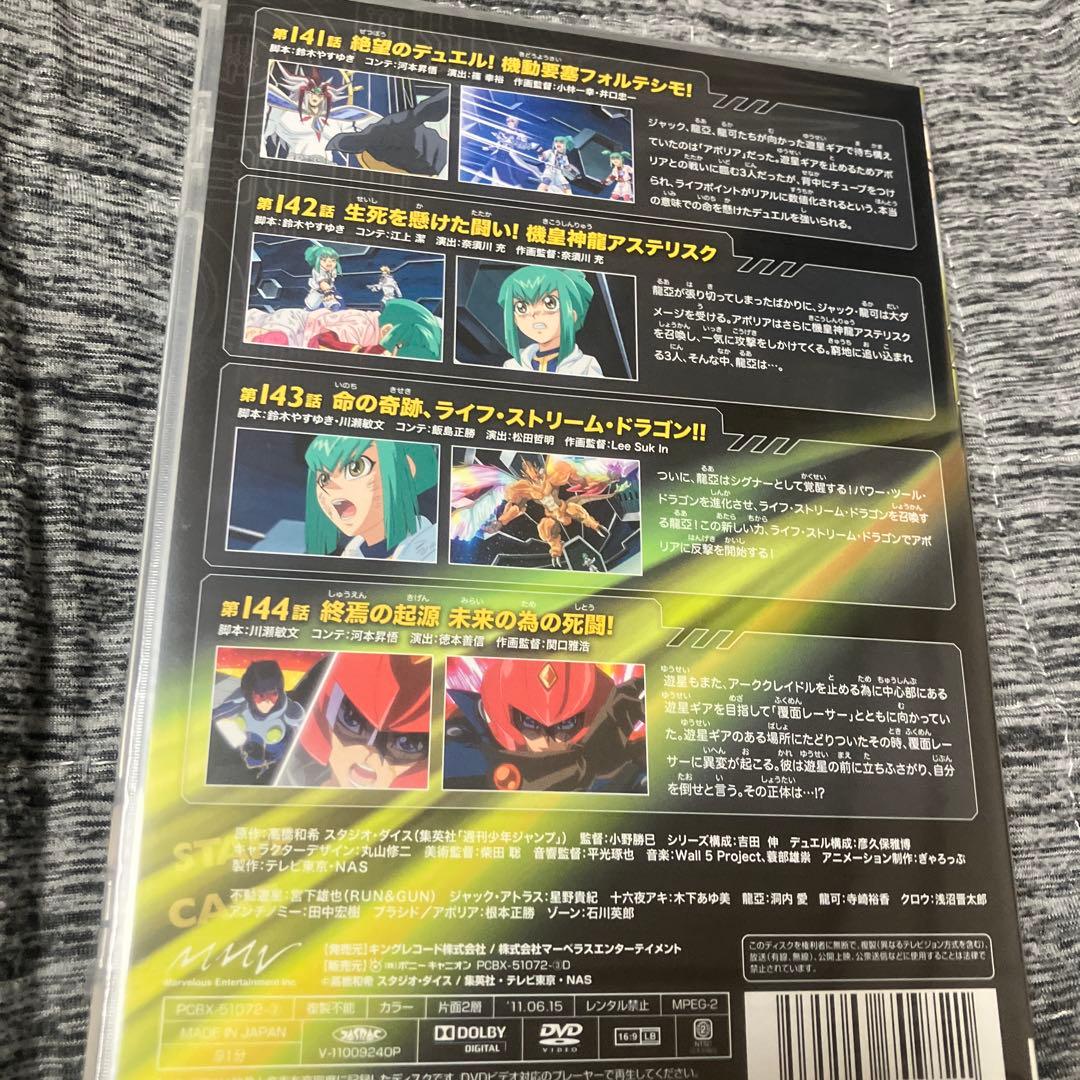 第141話 絶望のデュエル! 機動要塞フォルテシモ!
脚本:鈴木やすゆき コンテ:河本昇悟 演出:篠 幸裕 作画監督:小林一幸・井口忠一
ジャック、龍亞、龍可たちが向かった遊星ギアで待ち構え
ていたのは「アポリア」だった。遊星ギアを止めるためアポ
リアとの戦いに臨む3人だったが、背中にチューブをつけ
られ、ライフポイントがリアルに数値化されるという、本当
の意味での命を懸けたデュエルを強いられる。
第142話 生死を懸けた闘い! 機皇神龍アステリスク
脚本:鈴木やすゆき コンテ:江上 潔 演出:奈須川 充 作画監督:奈須川 充
龍亞が張り切ってしまったばかりに、ジャック・龍可は大ダ
メージを受ける。アポリアはさらに機皇神龍アステリスク
を召喚し、一気に攻撃をしかけてくる。窮地に追い込まれ
る3人、そんな中、龍亞は…。
第143話 命の奇跡、ライフ・ストリーム・ドラゴン!!
脚本:鈴木やすゆき・川瀬敏文 コンテ:飯島正勝 演出:松田哲明 作画監督:Lee Suk In
ついに、龍亞はシグナーとして覚醒する!パワー・ツール・
ドラゴンを進化させ、ライフ・ストリーム・ドラゴンを召喚す
る龍亞!この新しい力、ライフ・ストリーム・ドラゴンでアポ
リアに反撃を開始する!
第144話 終焉の起源 未来の為の死闘!
脚本:川瀬敏文 コンテ:河本昇悟 演出:徳本善信 作画監督:関口雅浩
遊星もまた、アーククレイドルを止める為に中心部にある
遊星ギアを目指して「覆面レーサー」とともに向かってい
た。遊星ギアのある場所にたどりついたその時、覆面レー
サーに異変が起こる。彼は遊星の前に立ちふさがり、自分
を倒せと言う。その正体は…!?
原作:高橋和希 スタジオ・ダイス(集英社「週刊少年ジャンプ」) 監督:小野勝巳 シリーズ構成:吉田 伸 デュエル構成:彦久保雅博
キャラクターデザイン:丸山修二 美術監督:柴田 聡 音響監督:平光琢也 音楽:Wall 5 Project、蓑部雄崇 アニメーション制作:ぎゃろっぷ
製作:テレビ東京・NAS
不動遊星:宮下雄也(RUN&GUN) ジャック・アトラス:星野貴紀 十六夜アキ:木下あゆ美 龍亞:洞内 愛 龍可:寺崎裕香 クロウ:浅沼晋太郎
アンチノミー:田中宏樹 プラシド/アポリア:根本正勝 ゾーン:石川英郎
Marvelous Entertainment Inc.
【発売元】キングレコード株式会社/株式会社マーベラスエンターテイメント
【販売元】(株)ポニーキャニオン PCBX-51072-③D
©高橋和希 スタジオ・ダイス/集英社・テレビ東京・NAS
このディスクを権利者に無断で、複製(異なるテレビジョン方式を含む)、
放送(有線、無線)、公開上映、公衆送信などに使用することは法律で
禁止されています。
PCBX-51072-③ 複製不能 カラー 片面2層 '11.06.15 レンタル禁止 MPEG-2
MADE IN JAPAN
91分
V-11009240P
DOLBY
DIGITAL
DVD
VIDEO
16:9 LB
2
NTSC
DVDビデオ対応のプレーヤーで再生してください。